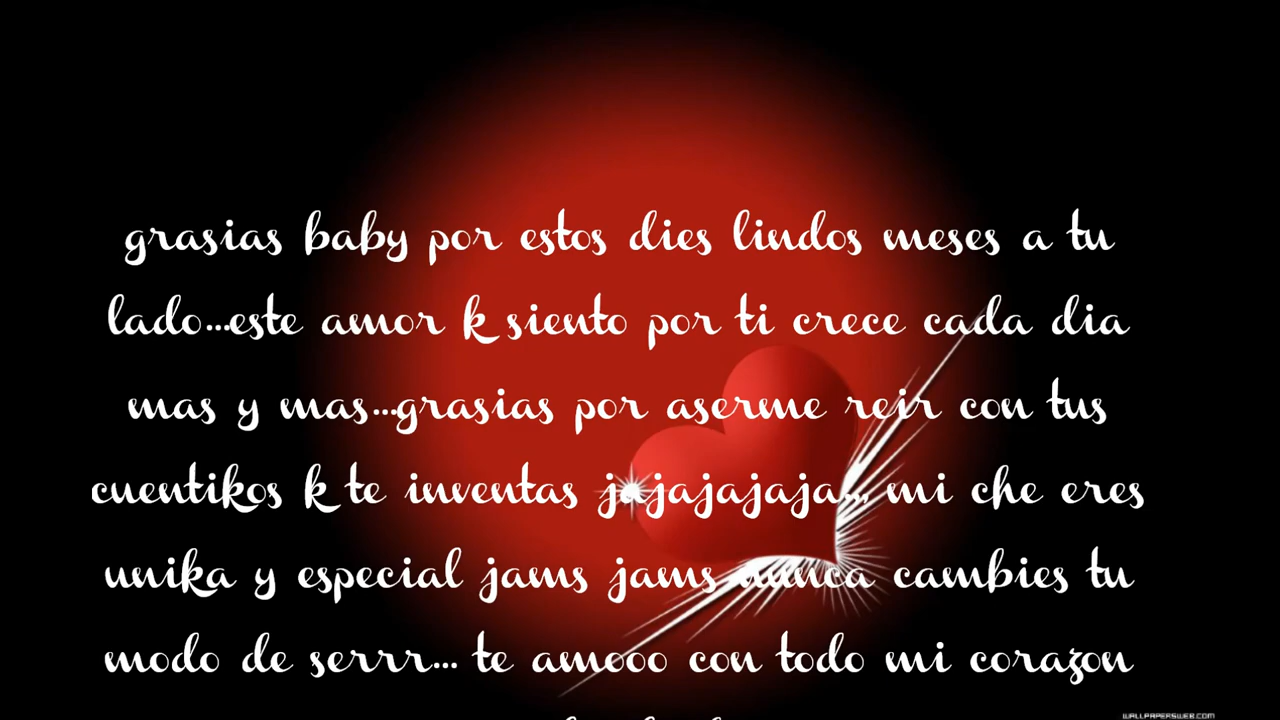 grasias baby por estos dies lindos meses a tu
lado...este amor k siento por ti crece cada dia
mas y mas...grasias por aserme reir con tus
cuentikos k te inventas jajajajaja... mi che eres
unika y especial jams jams nunca cambies tu
modo de serrr... te amooo con todo mi corazon
WALLPAPERSWEB.COM